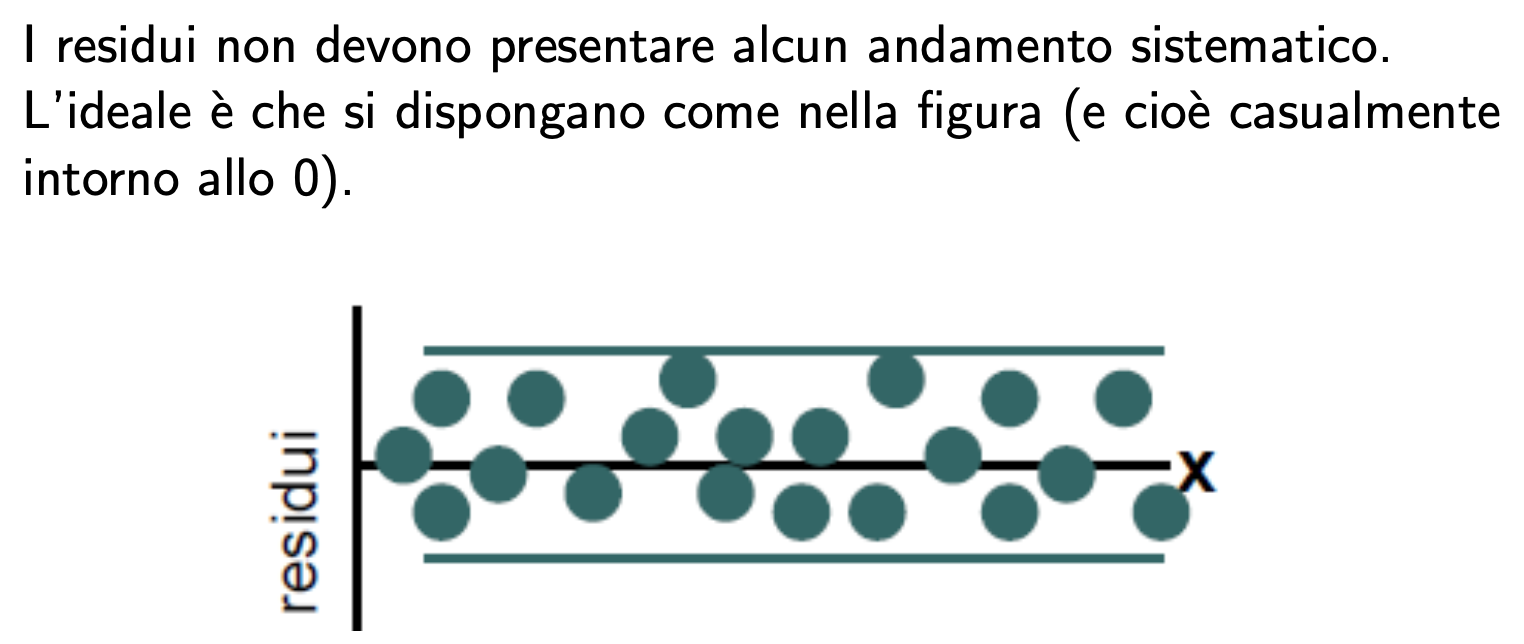 I residui non devono presentare alcun andamento sistematico.
L'ideale è che si dispongano come nella figura (e cioè casualmente
intorno allo 0).
residui
x